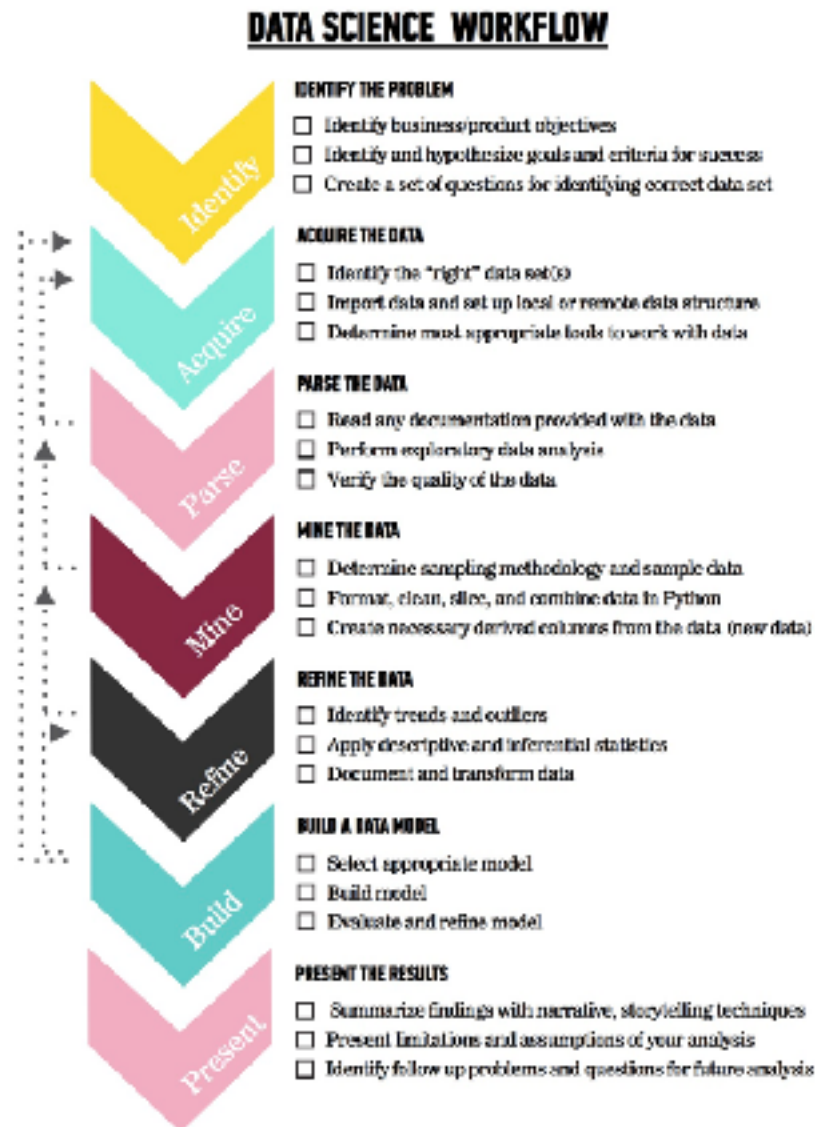 DATA SCIENCE WORKFLOW
IDENTIFY THE PROBLEM
Identify business/product objectives
Identify and hypothesize goals and criteria for success
Create a set of questions for identifying correct data set
Identify
ACQUIRE THE DATA
Identify the "right" data set(s)
Import data and set up local or remote data structure
Determine most appropriate tools to work with data
Acquire
PARSE THE DATA
Read any documentation provided with the data
Perform exploratory data analysis
Verify the quality of the data
Parse
MINE THE DATA
Determine sampling methodology and sample data
Format, clean, slice, and combine data in Python
Create necessary derived columns from the data (new data)
Mine
REFINE THE DATA
Identify trends and outliers
Apply descriptive and inferential statistics
Document and transform data
Refine
BUILD A DATA MODEL
Select appropriate model
Build model
Evaluate and refine model
Build
PRESENT THE RESULTS
Summarize findings with narrative, storytelling techniques
Present limitations and assumptions of your analysis
Identify follow up problems and questions for future analysis
Present